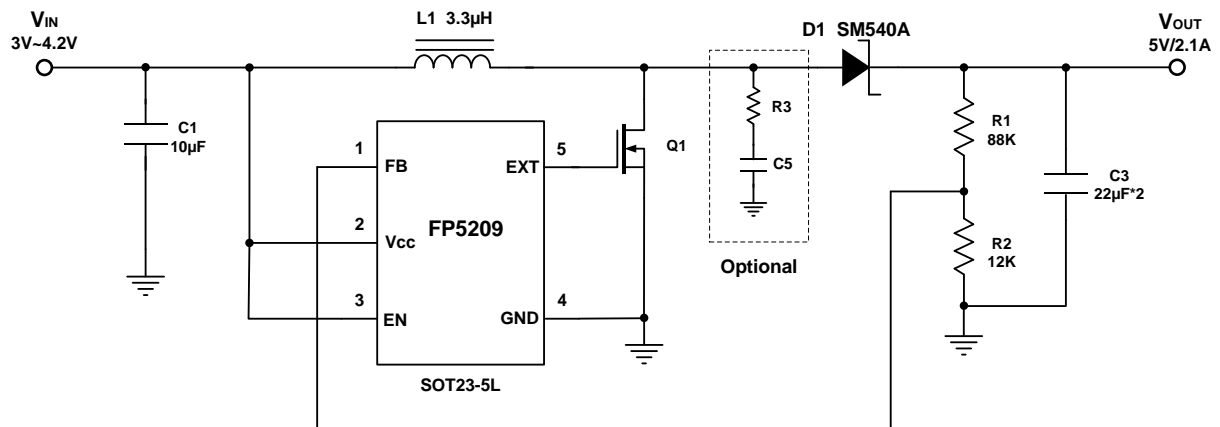 VIN
3V~4.2V
L1 3.3µH
D1 SM540A
VOUT
5V/2.1A
C1
10µF
1
FB
EXT
5
Q1
R3
C5
R1
88K
C3
22µF*2
2
Vcc
FP5209
R2
12K
Optional
3
EN
GND
4
SOT23-5L